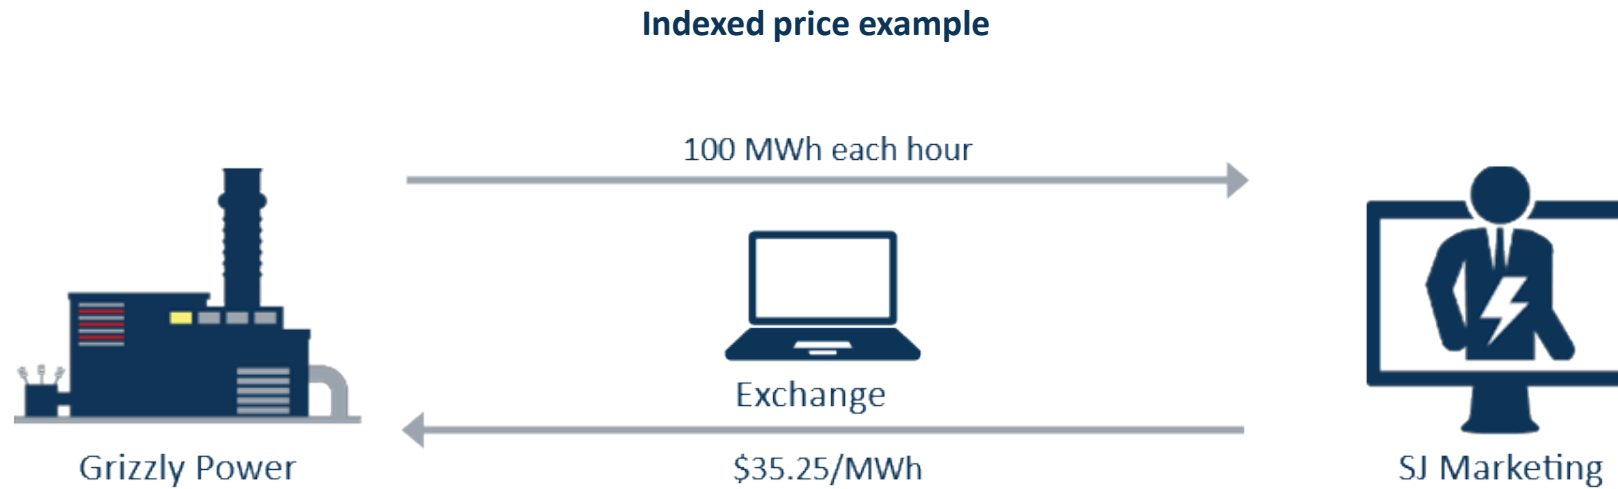 Indexed price example
100 MWh each hour
Exchange
$35.25/MWh
Grizzly Power
SJ Marketing